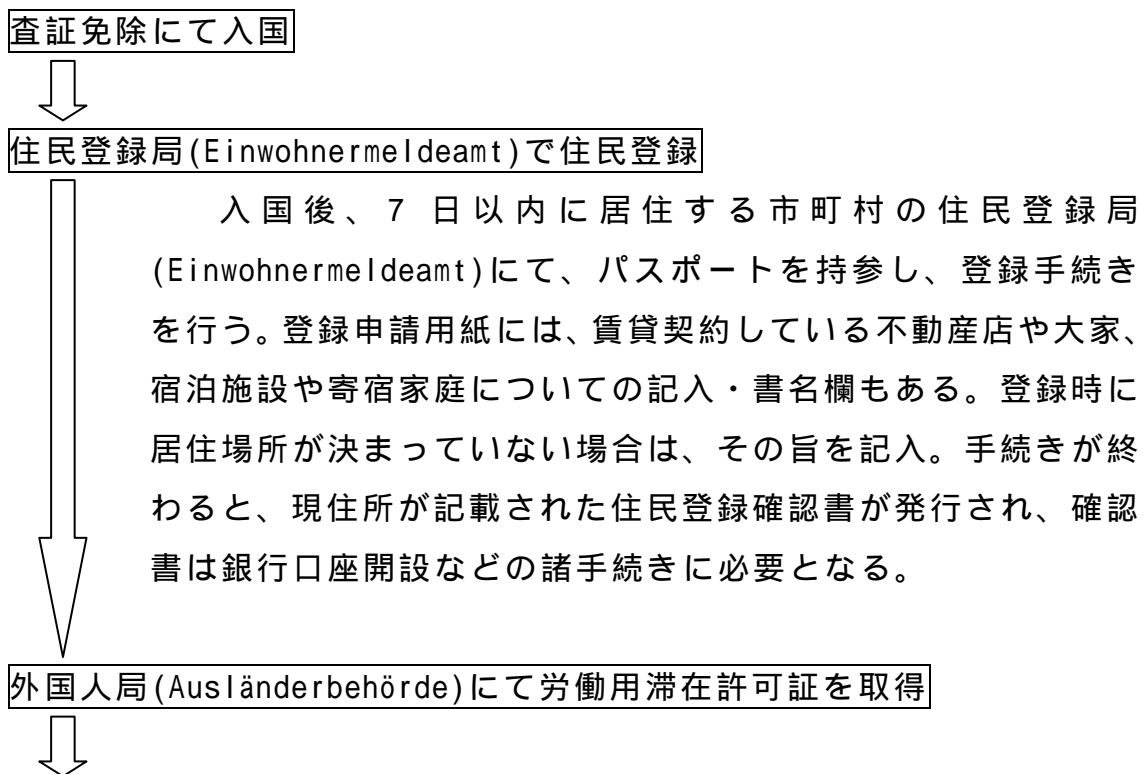 査証免除にて入国
住民登録局(Einwohnermeldeamt)で住民登録
入国後、7 日以内に居住する市町村の住民登録局
(Einwohnermeldeamt)にて、パスポートを持参し、登録手続き
を行う。登録申請用紙には、賃貸契約している不動産店や大家、
宿泊施設や寄宿家庭についての記入・書名欄もある。登録時に
居住場所が決まっていない場合は、その旨を記入。手続きが終
わると、現住所が記載された住民登録確認書が発行され、確認
書は銀行口座開設などの諸手続きに必要となる。
外国人局(Ausländerbehörde)にて労働用滞在許可証を取得